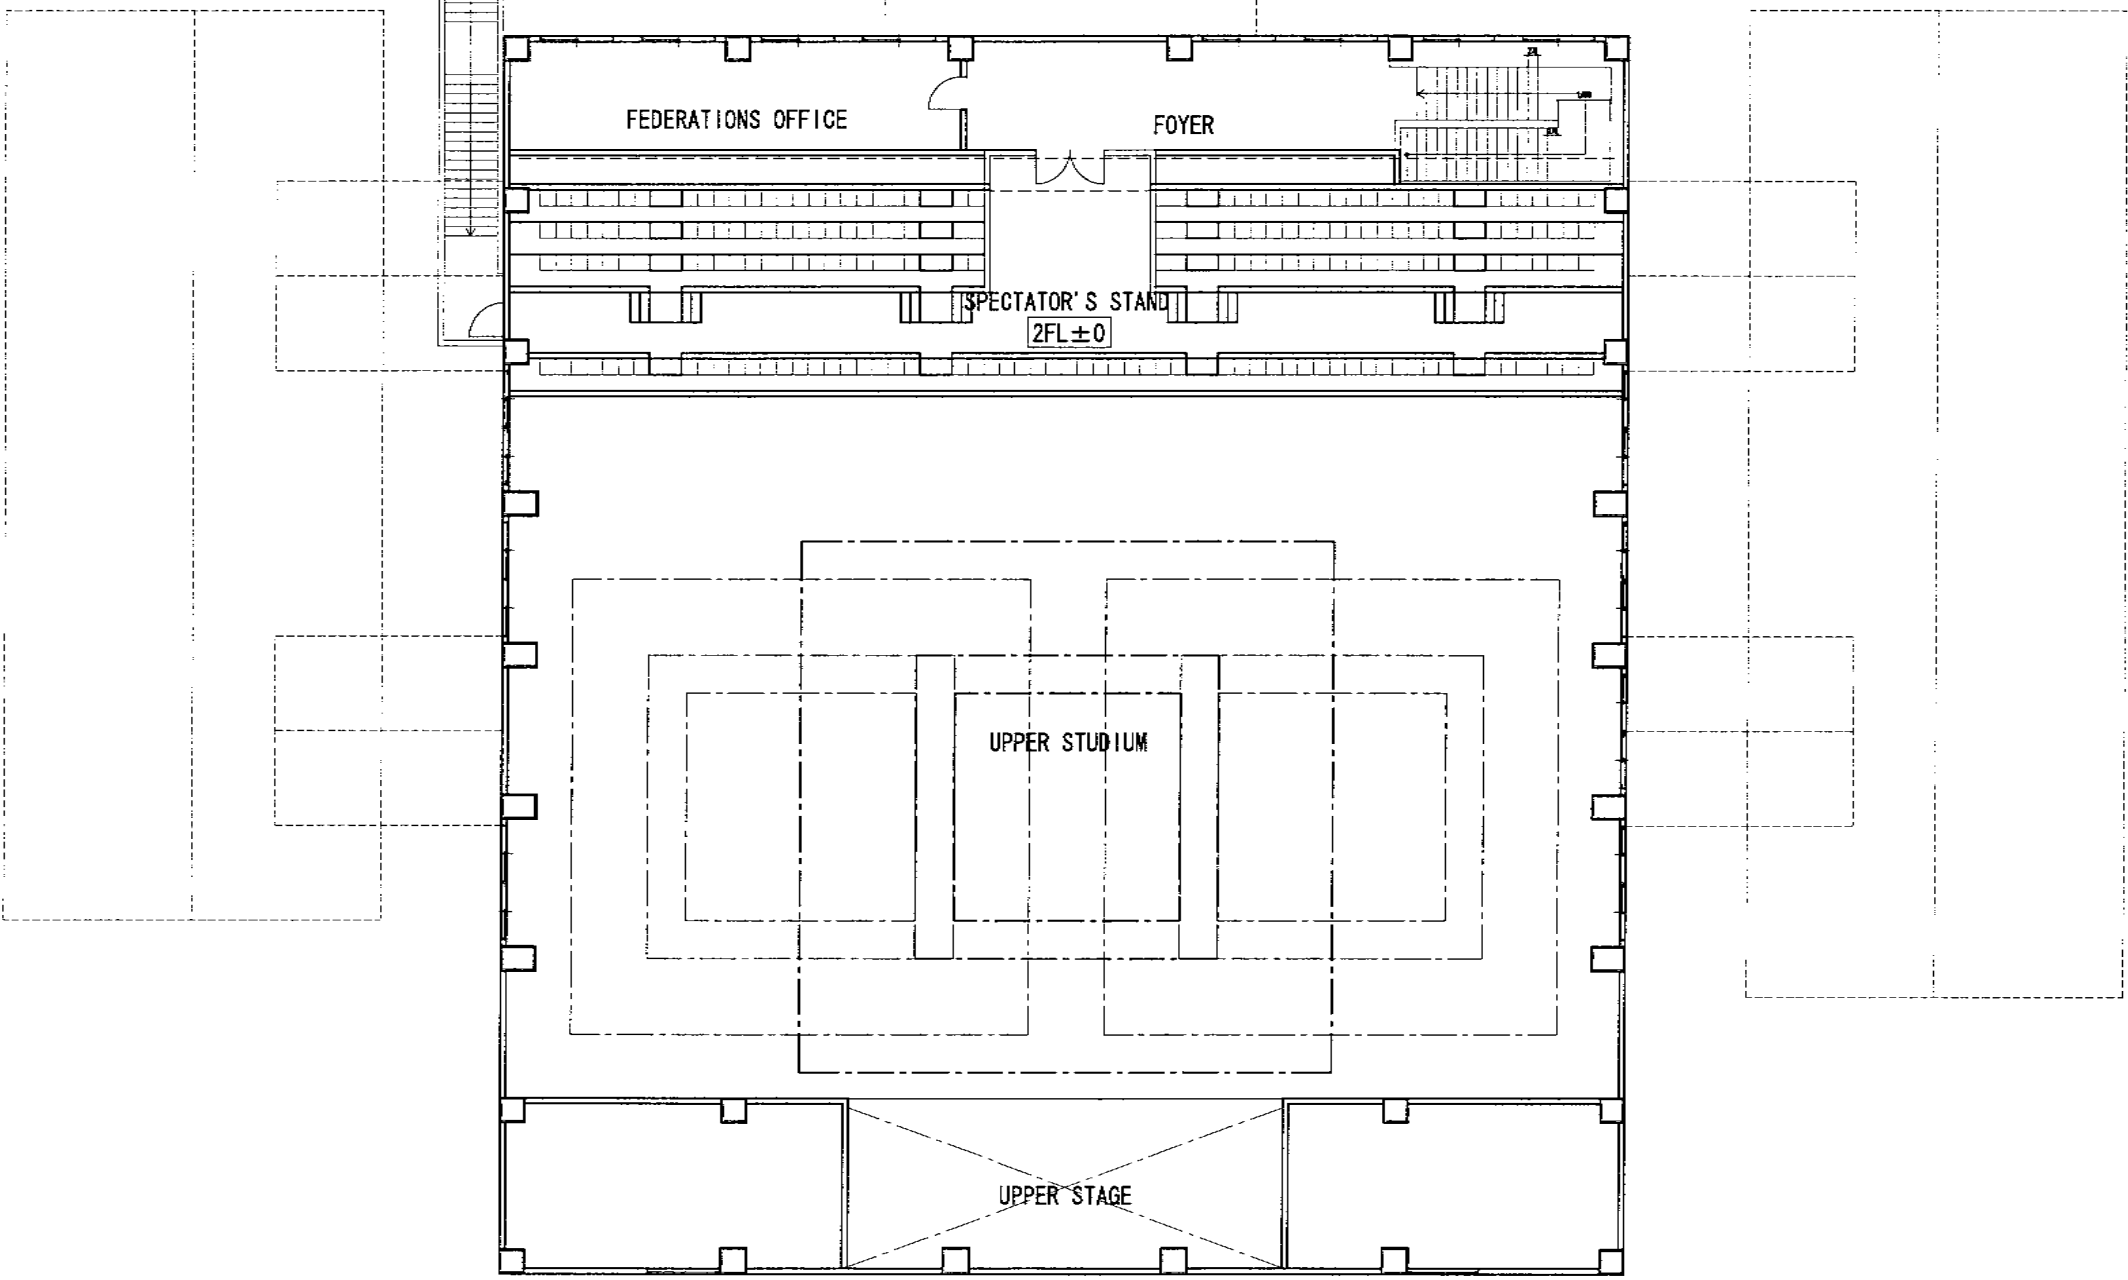 FEDERATIONS OFFICE
FOYER
SPECTATOR'S STAND
2FL±0
UPPER STUDIUM
UPPER STAGE